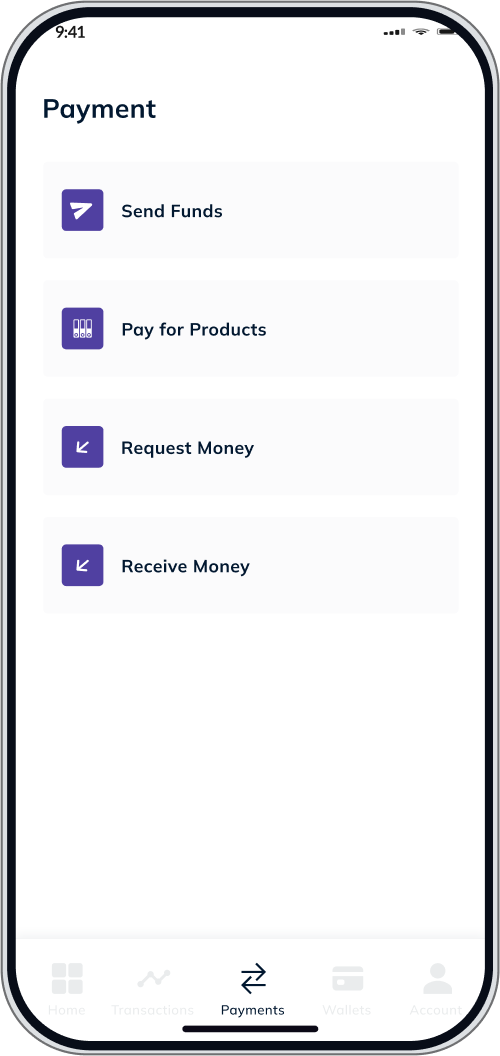 9:41
Payment
Send Funds
Pay for Products
Request Money
Receive Money
Home Transactions Payments Wallets Account